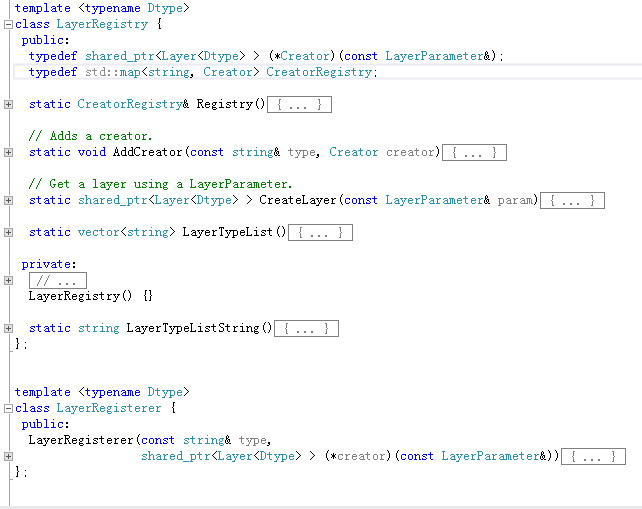 template <typename Dtype>
class LayerRegistry {
public:
typedef shared_ptr<Layer<Dtype> > (*Creator)(const LayerParameter&);
typedef std::map<string, Creator> CreatorRegistry;
static CreatorRegistry& Registry(){ ... }
// Adds a creator.
static void AddCreator(const string& type, Creator creator){ ... }
// Get a layer using a LayerParameter.
static shared_ptr<Layer<Dtype> > CreateLayer(const LayerParameter& param){ ... }
static vector<string> LayerTypeList(){ ... }
private:
// ...
LayerRegistry() {}
static string LayerTypeListString(){ ... }
};
template <typename Dtype>
class LayerRegisterer {
public:
LayerRegisterer(const string& type,
shared_ptr<Layer<Dtype> > (*creator)(const LayerParameter&)){ ... }
};